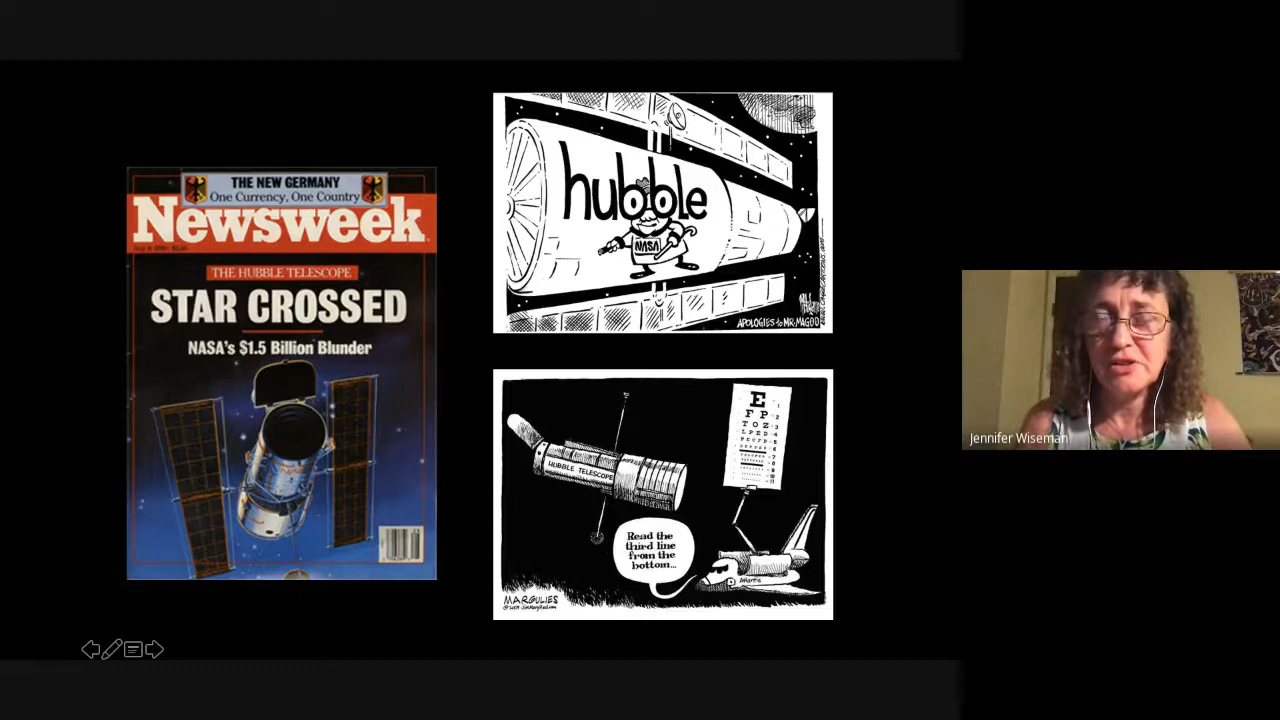 THE NEW GERMANY
One Currency, One Country
Newsweek
THE HUBBLE TELESCOPE
STAR CROSSED
NASA's $1.5 Billion Blunder
hubble
NASA
APOLOGIES to MR. MAGOO
HUBBLE TELESCOPE
E
F P
T O Z
L P E D
P E C F D
Read the
third line
from the
bottom...
Atlantis
MARGULIES
Jennifer Wiseman